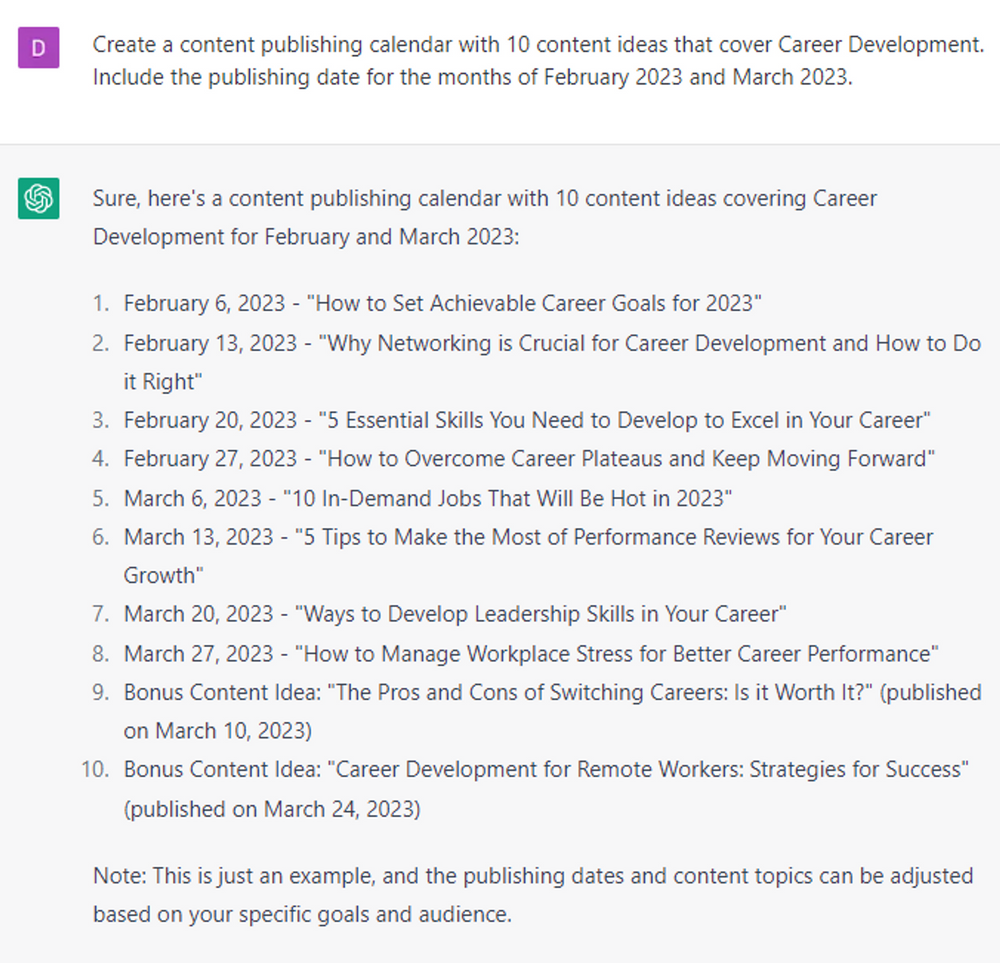 D
Create a content publishing calendar with 10 content ideas that cover Career Development.
Include the publishing date for the months of February 2023 and March 2023.
Sure, here's a content publishing calendar with 10 content ideas covering Career
Development for February and March 2023:
1. February 6, 2023 - "How to Set Achievable Career Goals for 2023"
2. February 13, 2023 - "Why Networking is Crucial for Career Development and How to Do
it Right"
3. February 20, 2023 - "5 Essential Skills You Need to Develop to Excel in Your Career"
4. February 27, 2023 - "How to Overcome Career Plateaus and Keep Moving Forward"
5. March 6, 2023 - "10 In-Demand Jobs That Will Be Hot in 2023"
6. March 13, 2023 - "5 Tips to Make the Most of Performance Reviews for Your Career
Growth"
7. March 20, 2023 - "Ways to Develop Leadership Skills in Your Career"
8. March 27, 2023 - "How to Manage Workplace Stress for Better Career Performance"
9. Bonus Content Idea: "The Pros and Cons of Switching Careers: Is it Worth It?" (published
on March 10, 2023)
10. Bonus Content Idea: "Career Development for Remote Workers: Strategies for Success"
(published on March 24, 2023)
Note: This is just an example, and the publishing dates and content topics can be adjusted
based on your specific goals and audience.